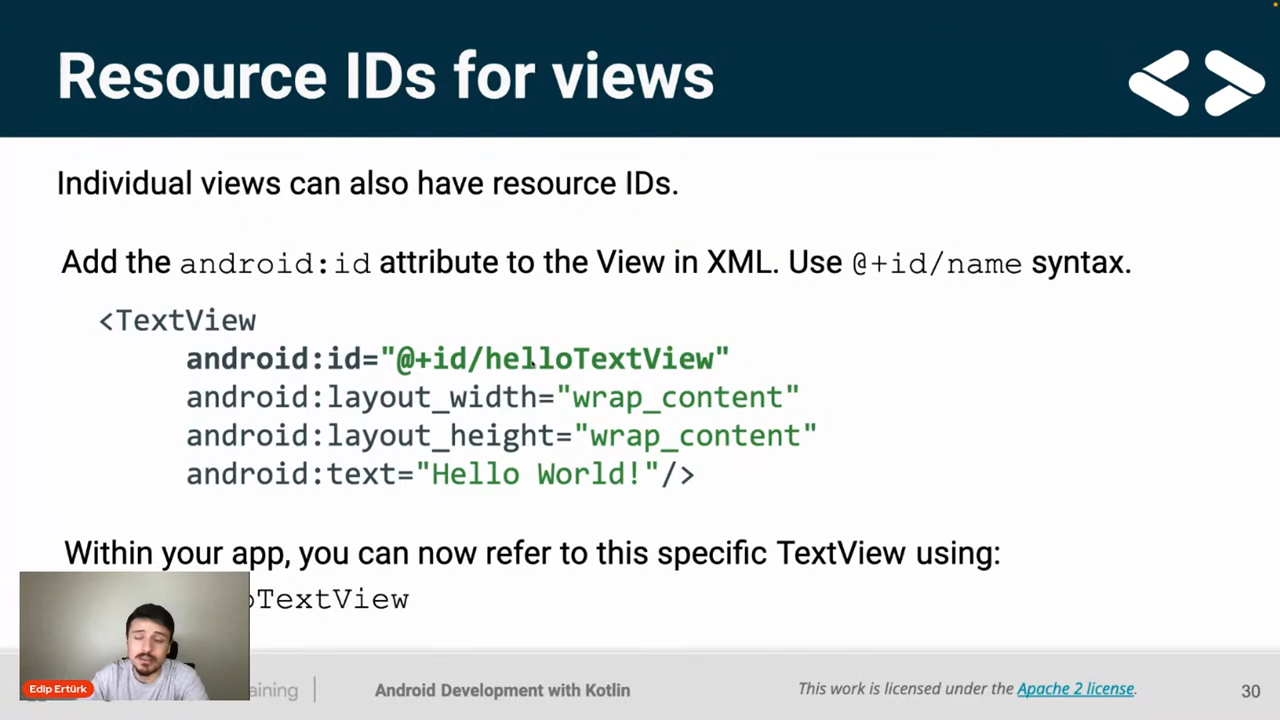 Resource IDs for views
Individual views can also have resource IDs.
Add the android:id attribute to the View in XML. Use @+id/name syntax.
<TextView
android:id="@+id/helloTextView"
android:layout_width="wrap_content"
android:layout_height="wrap_content"
android:text="Hello World!"/>
Within your app, you can now refer to this specific TextView using:
TextView
Edip Ertürk
Android Development with Kotlin
This work is licensed under the Apache 2 license.
30